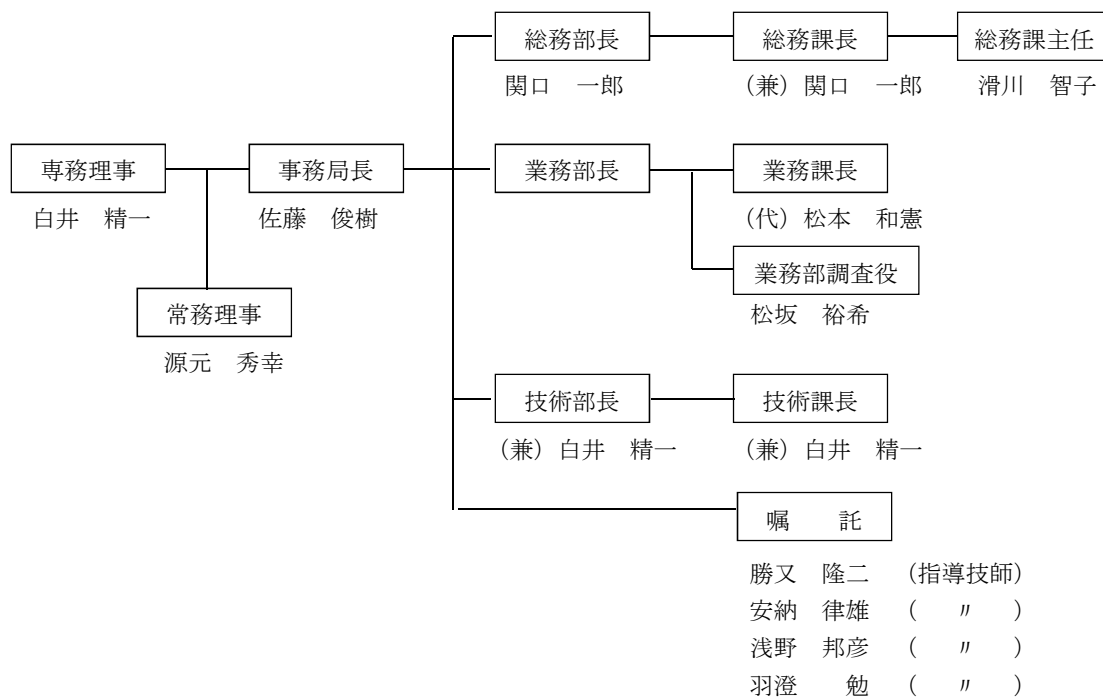 総務部長　総務課長　総務課主任
関口　一郎　（兼）関口　一郎　滑川　智子
専務理事　事務局長　業務部長　業務課長
白井　精一　佐藤　俊樹　（代）松本　和憲
業務部調査役
常務理事　松坂　裕希
源元　秀幸
技術部長　技術課長
（兼）白井　精一　（兼）白井　精一
嘱　　託
勝又　隆二　（指導技師）
安納　律雄　（　〃　）
浅野　邦彦　（　〃　）
羽澄　　勉　（　〃　）